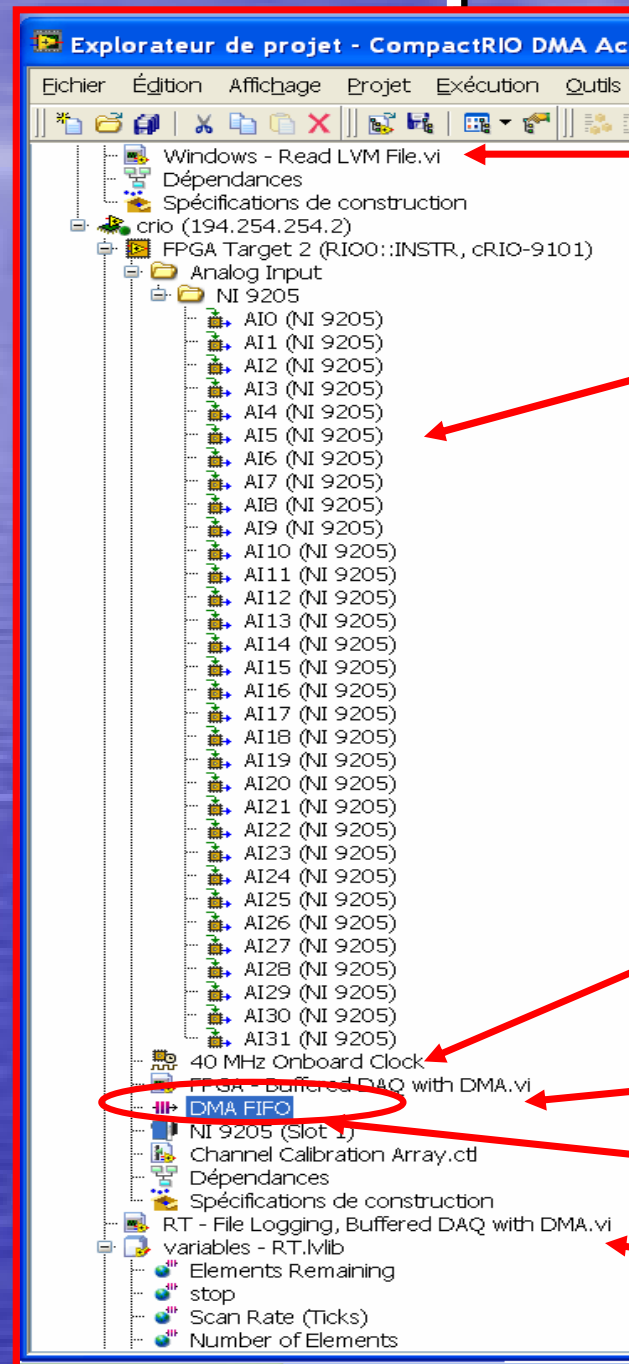 Explorateur de projet - CompactRIO DMA Ac
Fichier Édition Affichage Projet Exécution Outils
Windows - Read LVM File.vi
Dépendances
Spécifications de construction
crio (194.254.254.2)
FPGA Target 2 (RIO0::INSTR, cRIO-9101)
Analog Input
NI 9205
AI0 (NI 9205)
AI1 (NI 9205)
AI2 (NI 9205)
AI3 (NI 9205)
AI4 (NI 9205)
AI5 (NI 9205)
AI6 (NI 9205)
AI7 (NI 9205)
AI8 (NI 9205)
AI9 (NI 9205)
AI10 (NI 9205)
AI11 (NI 9205)
AI12 (NI 9205)
AI13 (NI 9205)
AI14 (NI 9205)
AI15 (NI 9205)
AI16 (NI 9205)
AI17 (NI 9205)
AI18 (NI 9205)
AI19 (NI 9205)
AI20 (NI 9205)
AI21 (NI 9205)
AI22 (NI 9205)
AI23 (NI 9205)
AI24 (NI 9205)
AI25 (NI 9205)
AI26 (NI 9205)
AI27 (NI 9205)
AI28 (NI 9205)
AI29 (NI 9205)
AI30 (NI 9205)
AI31 (NI 9205)
40 MHz Onboard Clock
FPGA - Buffered DAQ with DMA.vi
DMA FIFO
NI 9205 (Slot 1)
Channel Calibration Array.ctl
Dépendances
Spécifications de construction
RT - File Logging, Buffered DAQ with DMA.vi
variables - RT.lvlib
Elements Remaining
stop
Scan Rate (Ticks)
Number of Elements